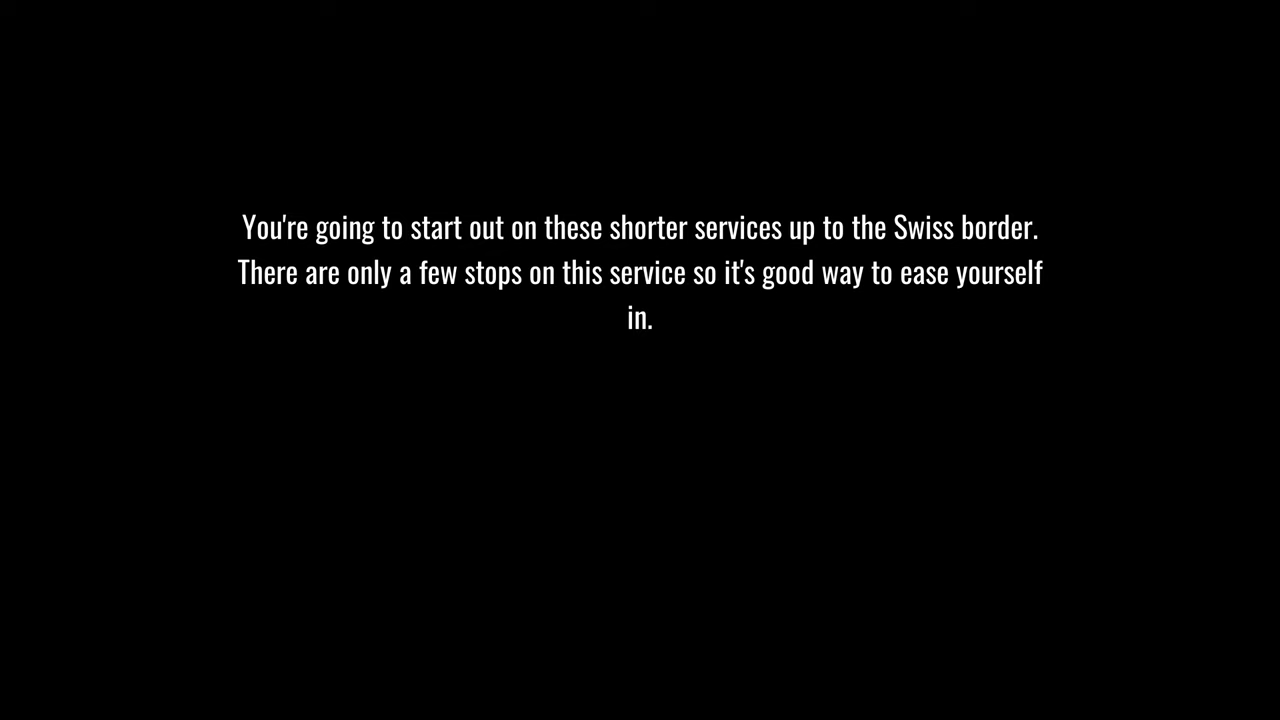 You're going to start out on these shorter services up to the Swiss border.
There are only a few stops on this service so it's good way to ease yourself
in.